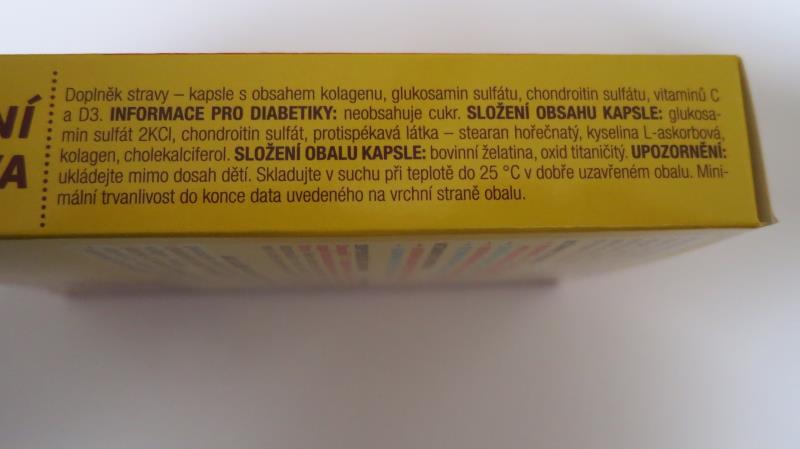 NÍ
VA
Doplněk stravy – kapsle s obsahem kolagenu, glukosamin sulfátu, chondroitin sulfátu, vitaminů C
a D3. INFORMACE PRO DIABETIKY: neobsahuje cukr. SLOŽENÍ OBSAHU KAPSLE: glukosa-
min sulfát 2KCl, chondroitin sulfát, protispékavá látka – stearan hořečnatý, kyselina L-askorbová,
kolagen, cholekalciferol. SLOŽENÍ OBALU KAPSLE: bovinní želatina, oxid titaničitý. UPOZORNĚNÍ:
ukládejte mimo dosah dětí. Skladujte v suchu při teplotě do 25 °C v dobře uzavřeném obalu. Mini-
mální trvanlivost do konce data uvedeného na vrchní straně obalu.